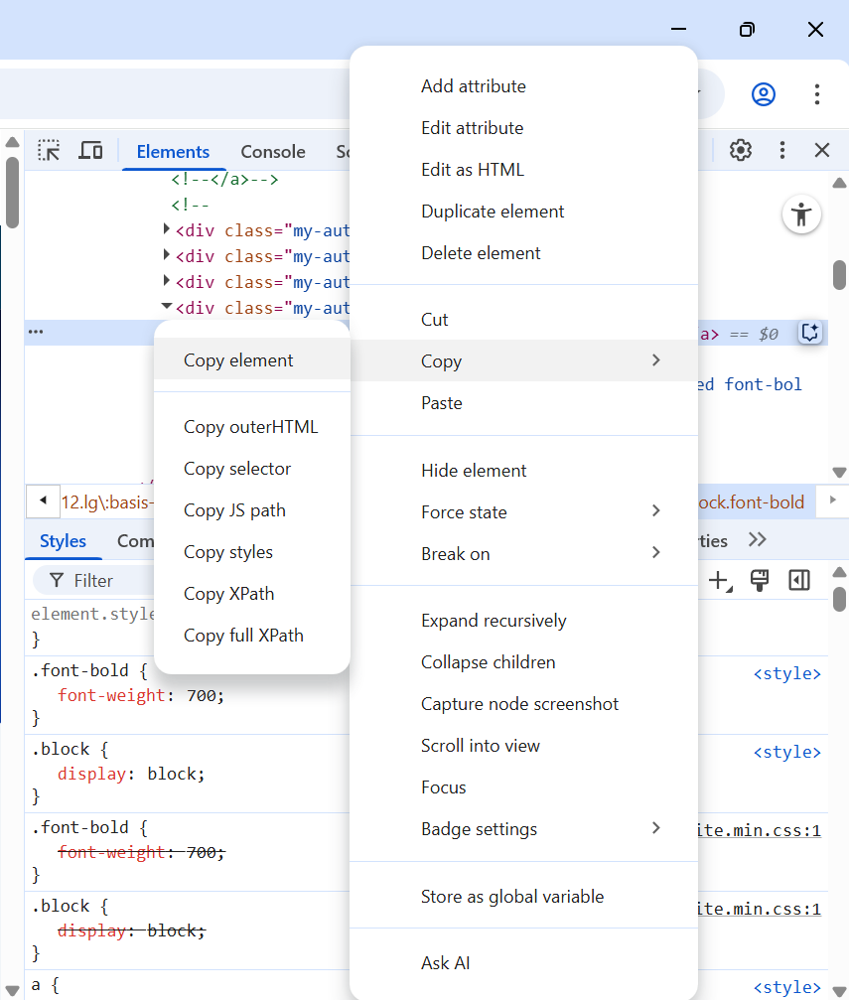 Elements Console
<!--</a>-->
<!--
<div class="my-aut
<div class="my-aut
<div class="my-aut
<div class="my-aut
… a> == $0
ed font-bol
12.lg\:basis- ock.font-bold
Styles Com ties
Filter
element.style
}
.font-bold { <style>
font-weight: 700;
}
.block { <style>
display: block;
}
.font-bold { ite.min.css:1
font-weight: 700;
}
.block { ite.min.css:1
display: block;
}
a { <style>
Add attribute
Edit attribute
Edit as HTML
Duplicate element
Delete element
Cut
Copy
Paste
Hide element
Force state
Break on
Expand recursively
Collapse children
Capture node screenshot
Scroll into view
Focus
Badge settings
Store as global variable
Ask AI
Copy element
Copy outerHTML
Copy selector
Copy JS path
Copy styles
Copy XPath
Copy full XPath